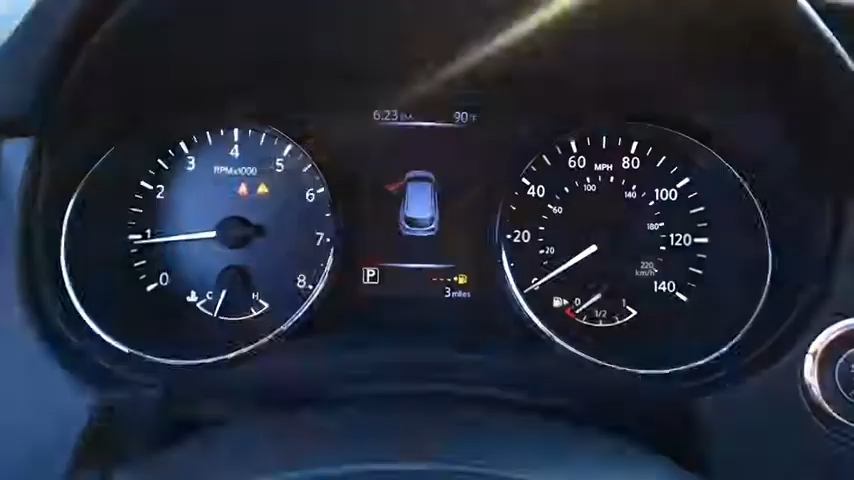 6:23 PM 90°F
RPMx1000
0 1 2 3 4 5 6 7 8
C H
P
3 miles
MPH
20 40 60 80 100 120 140
20 60 100 140 180 220
km/h
0 1/2 1